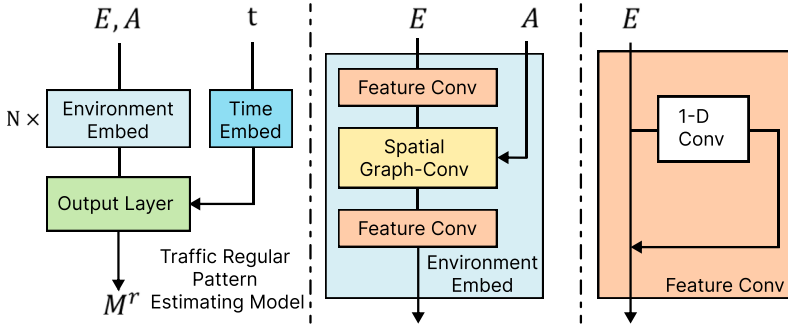 E, A
t
N ×
Environment
Embed
Time
Embed
Output Layer
M^r
Traffic Regular
Pattern
Estimating Model
E
A
Feature Conv
Spatial
Graph-Conv
Feature Conv
Environment
Embed
E
1-D
Conv
Feature Conv